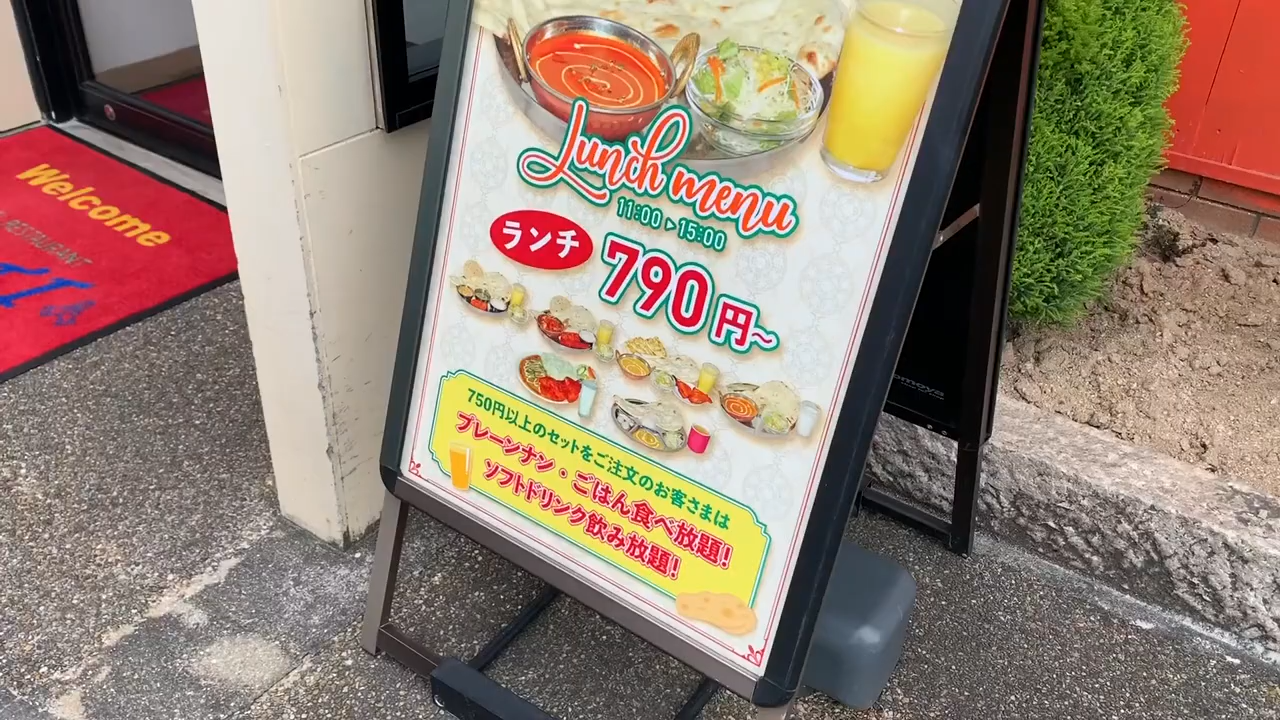 Welcome
RESTAURANT
Lunch menu
11:00▶15:00
ランチ
790円~
750円以上のセットをご注文のお客さまは
プレーンナン・ごはん食べ放題!
ソフトドリンク飲み放題!